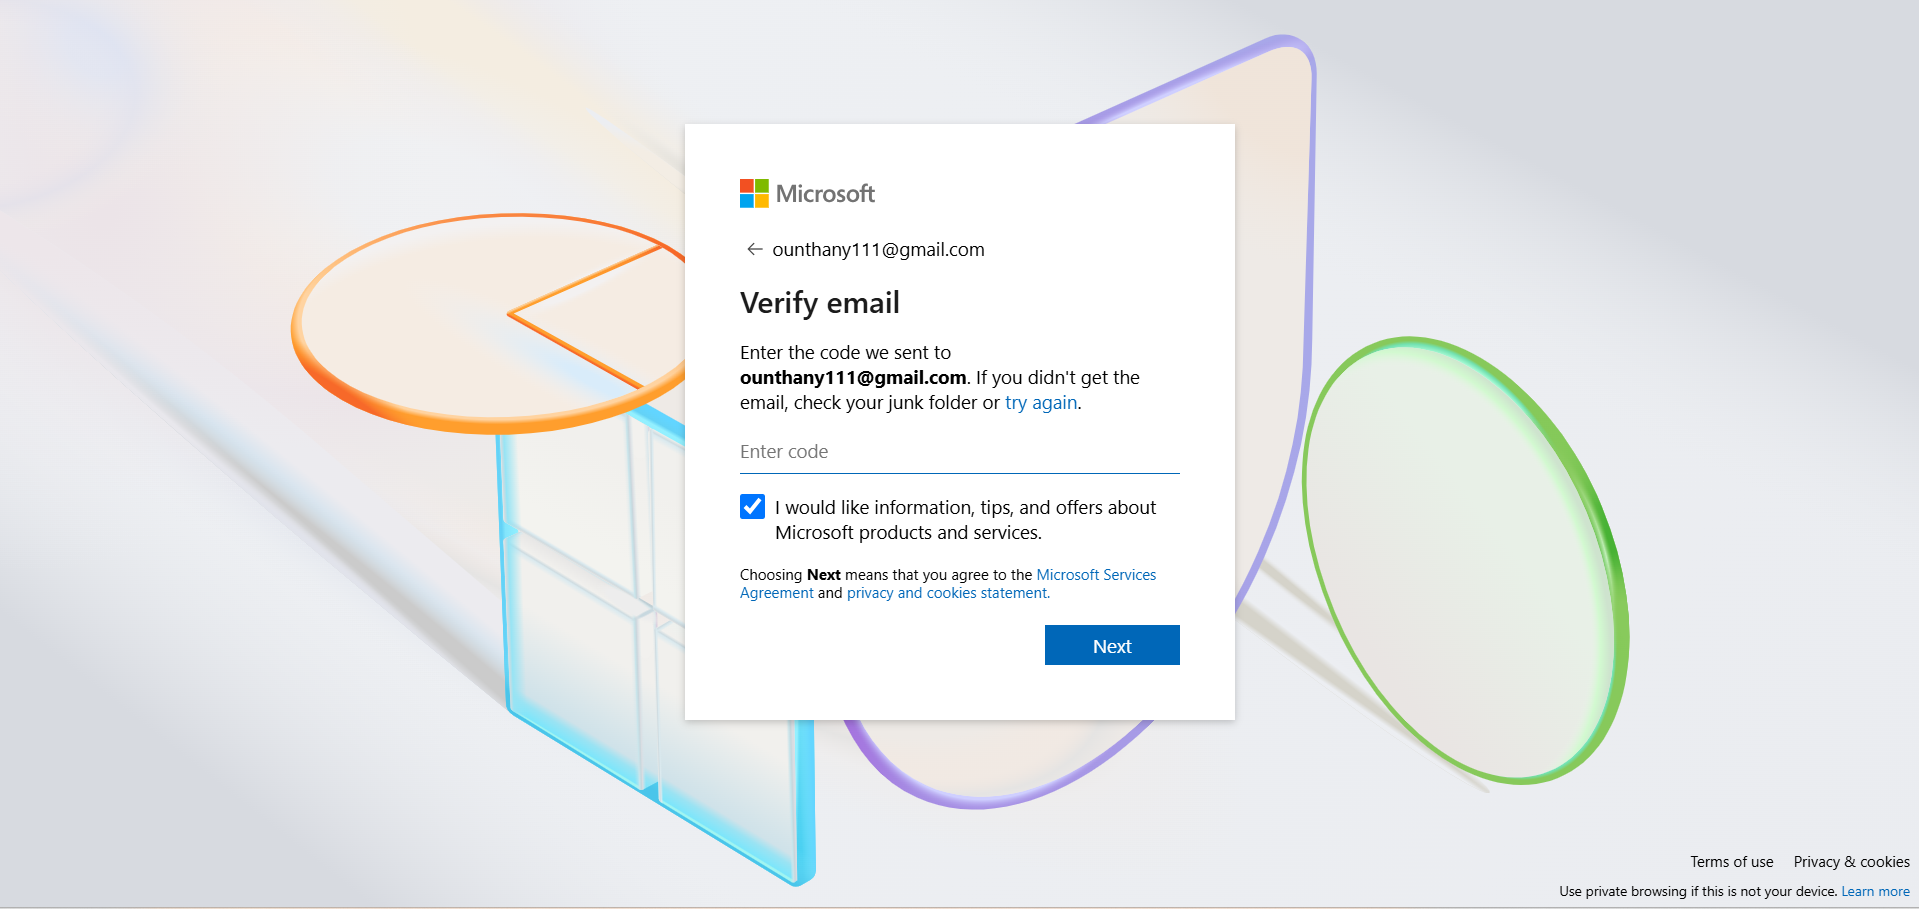 Microsoft
ounthany111@gmail.com
Verify email
Enter the code we sent to
ounthany111@gmail.com. If you didn't get the
email, check your junk folder or try again.
Enter code
I would like information, tips, and offers about
Microsoft products and services.
Choosing Next means that you agree to the Microsoft Services
Agreement and privacy and cookies statement.
Next
Terms of use Privacy & cookies
Use private browsing if this is not your device. Learn more